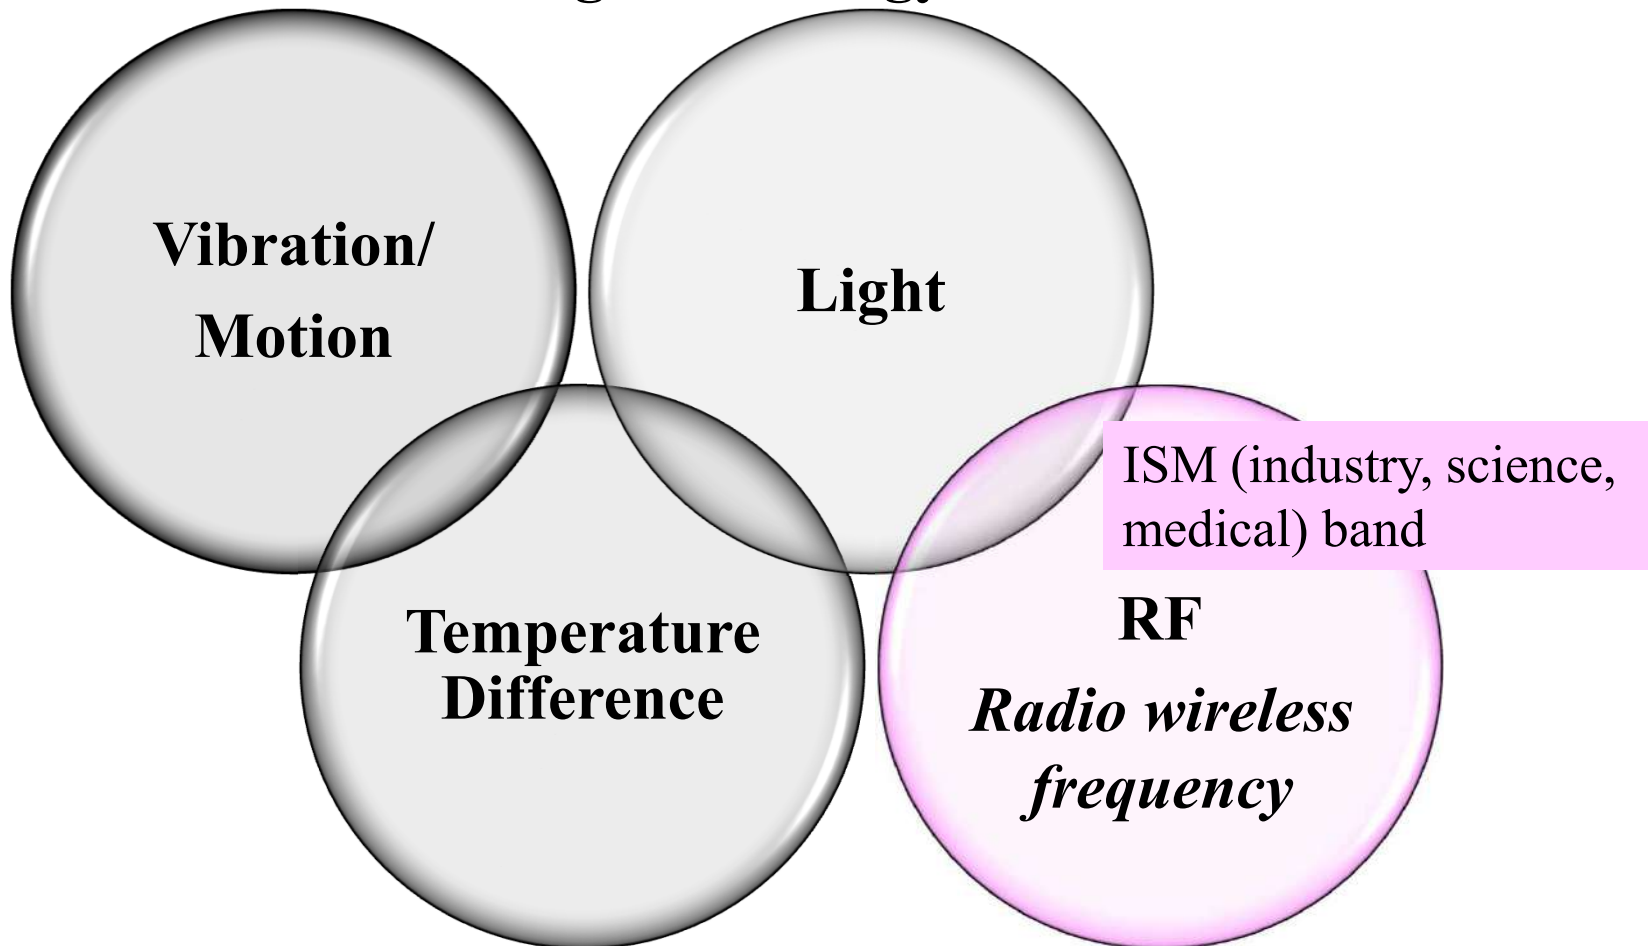 Vibration/
Motion
Light
ISM (industry, science,
medical) band
Temperature
Difference
RF
Radio wireless
frequency